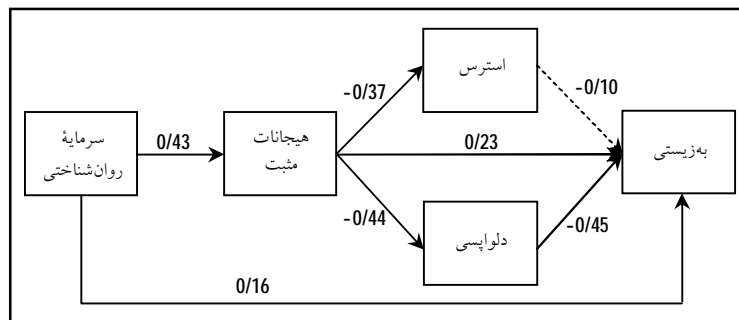 استرس
-0/37
-0/10
سرمایۀ
روان‌شناختی
0/43
هیجانات
مثبت
0/23
به‌زیستی
-0/44
دلواپسی
-0/45
0/16